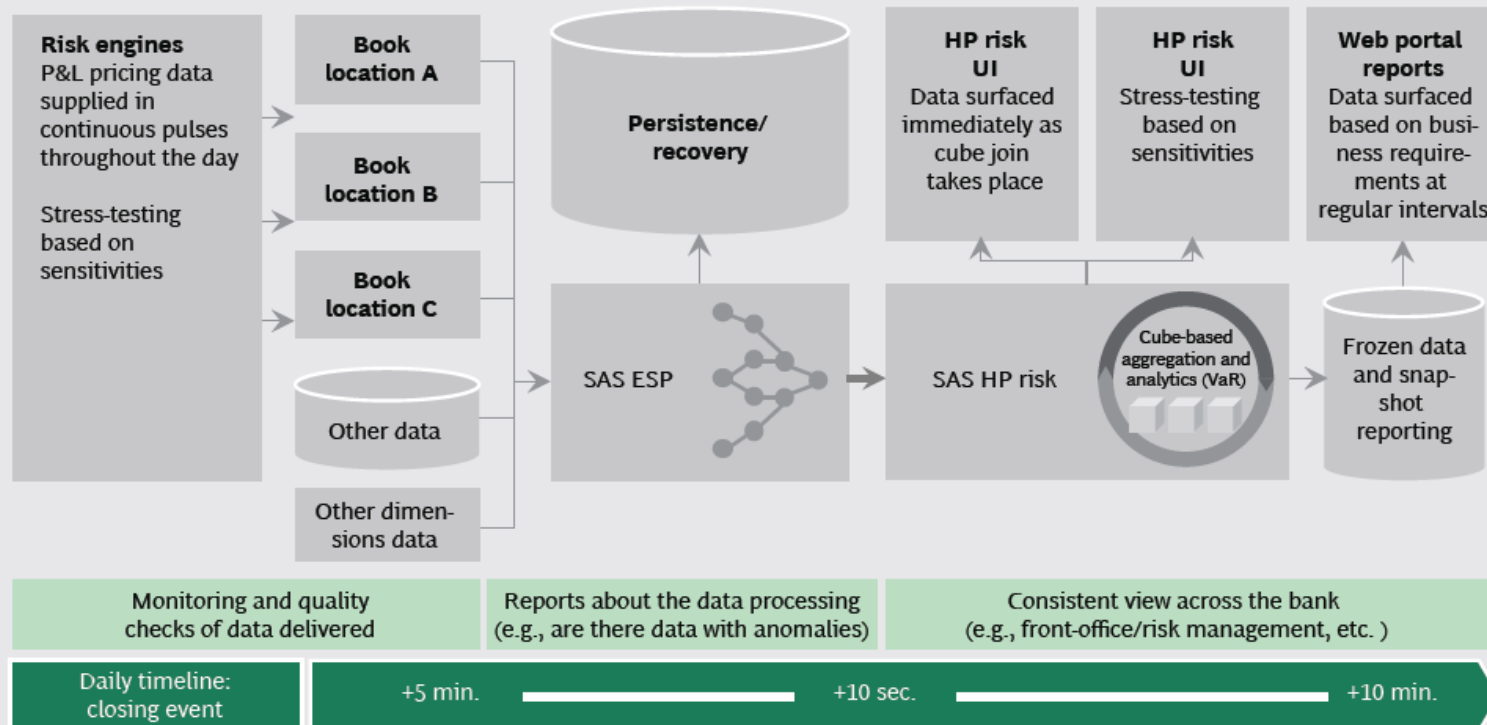 Risk engines
P&L pricing data
supplied in
continuous pulses
throughout the day
Stress-testing
based on
sensitivities
Book
location A
Book
location B
Book
location C
Other data
Other dimen-
sions data
Persistence/
recovery
SAS ESP
HP risk
UI
Data surfaced
immediately as
cube join
takes place
HP risk
UI
Stress-testing
based on
sensitivities
Web portal
reports
Data surfaced
based on busi-
ness require-
ments at
regular intervals
SAS HP risk
Cube-based
aggregation and
analytics (VaR)
Frozen data
and snap-
shot
reporting
Monitoring and quality
checks of data delivered
Reports about the data processing
(e.g., are there data with anomalies)
Consistent view across the bank
(e.g., front-office/risk management, etc. )
Daily timeline:
closing event
+5 min.
+10 sec.
+10 min.